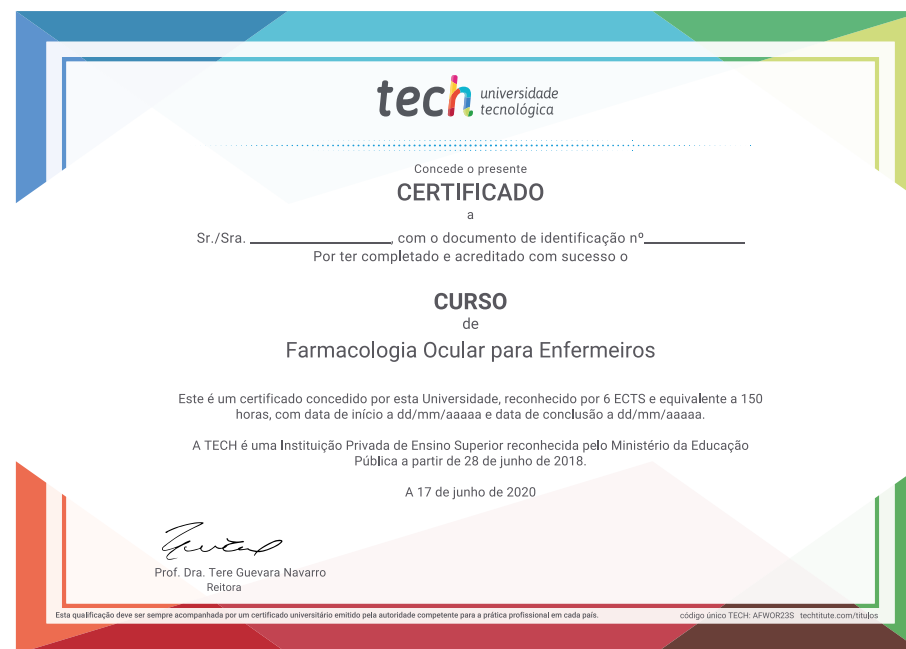 tech universidade
tecnológica
Concede o presente
CERTIFICADO
a
Sr./Sra. ____________________, com o documento de identificação nº______________
Por ter completado e acreditado com sucesso o
CURSO
de
Farmacologia Ocular para Enfermeiros
Este é um certificado concedido por esta Universidade, reconhecido por 6 ECTS e equivalente a 150
horas, com data de início a dd/mm/aaaaa e data de conclusão a dd/mm/aaaaa.
A TECH é uma Instituição Privada de Ensino Superior reconhecida pelo Ministério da Educação
Pública a partir de 28 de junho de 2018.
A 17 de junho de 2020
Prof. Dra. Tere Guevara Navarro
Reitora
Esta qualificação deve ser sempre acompanhada por um certificado universitário emitido pela autoridade competente para a prática profissional em cada país. código único TECH: AFWOR23S techtitute.com/titulos